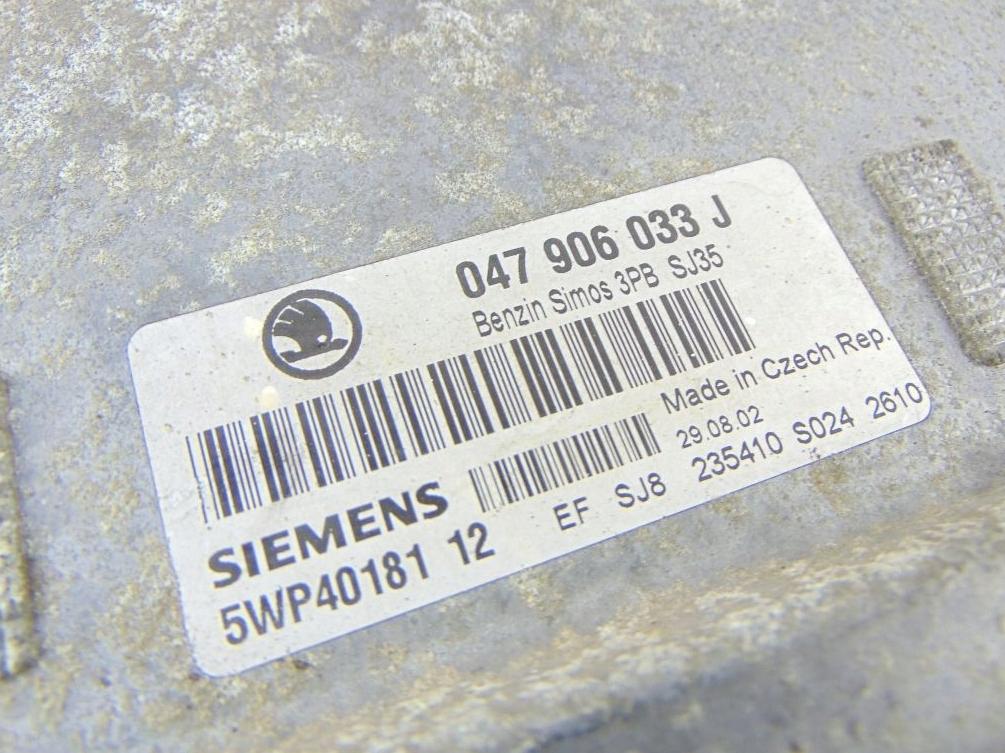 047 906 033 J
Benzin Simos 3PB SJ35
Made in Czech Rep.
29.08.02
SIEMENS
5WP40181 12 EF SJ8 235410 S024 2610